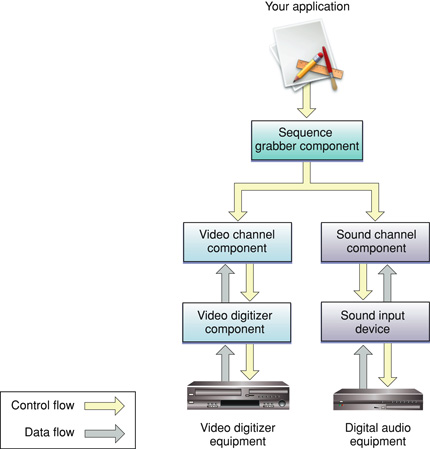 Your application
Sequence
grabber component
Video channel
component
Sound channel
component
Video digitizer
component
Sound input
device
Control flow
Data flow
Video digitizer
equipment
Digital audio
equipment